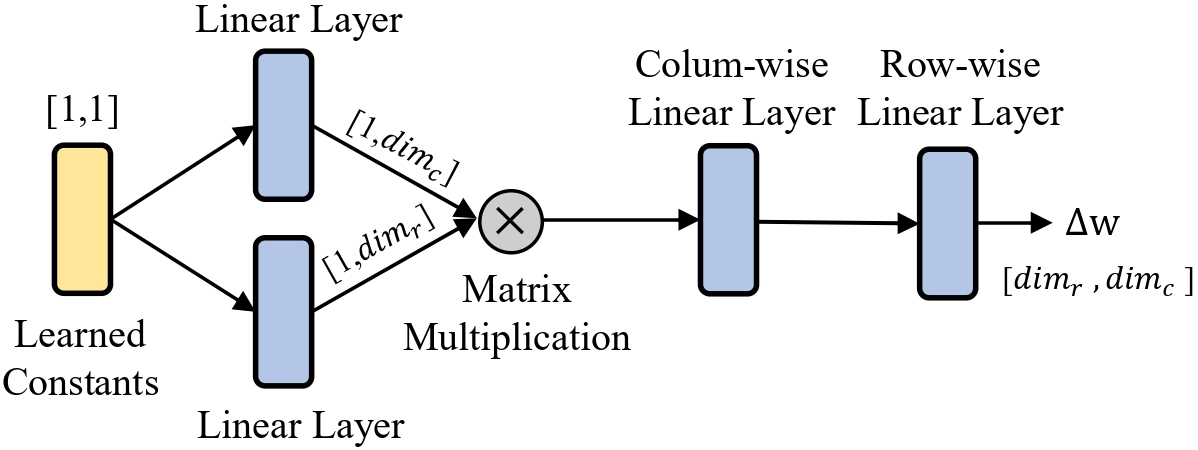 Linear Layer
[1,1]
[1,dim_c]
[1,dim_r]
Learned
Constants
Linear Layer
Matrix
Multiplication
Colum-wise
Linear Layer
Row-wise
Linear Layer
Δw
[dim_r , dim_c ]